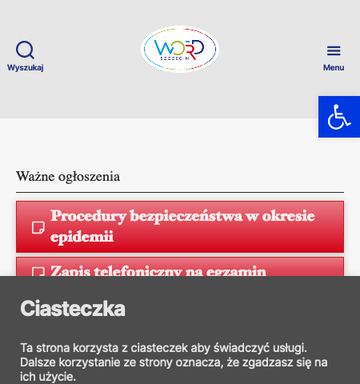 Wyszukaj
WORD
SZCZECIN
Menu
Ważne ogłoszenia
Procedury bezpieczeństwa w okresie
epidemii
Zapis telefoniczny na egzamin
Ciasteczka
Ta strona korzysta z ciasteczek aby świadczyć usługi.
Dalsze korzystanie ze strony oznacza, że zgadzasz się na
ich użycie.